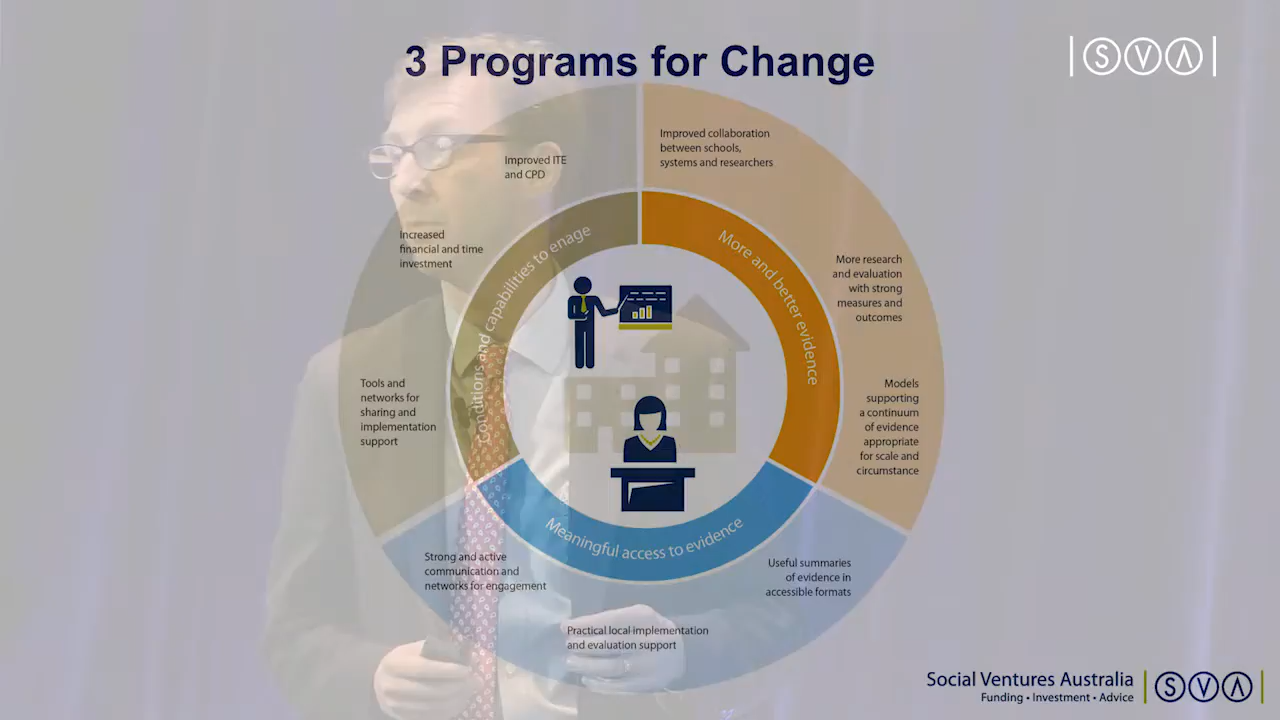 3 Programs for Change
|SVA|
Improved ITE
and CPD
Improved collaboration
between schools,
systems and researchers
Increased
financial and time
investment
Conditions and capabilities to enage
More and better evidence
More research
and evaluation
with strong
measures and
outcomes
Tools and
networks for
sharing and
implementation
support
Models
supporting
a continuum
of evidence
appropriate
for scale and
circumstance
Meaningful access to evidence
Strong and active
communication and
networks for engagement
Useful summaries
of evidence in
accessible formats
Practical local implementation
and evaluation support
Social Ventures Australia
Funding • Investment • Advice
|SVA|